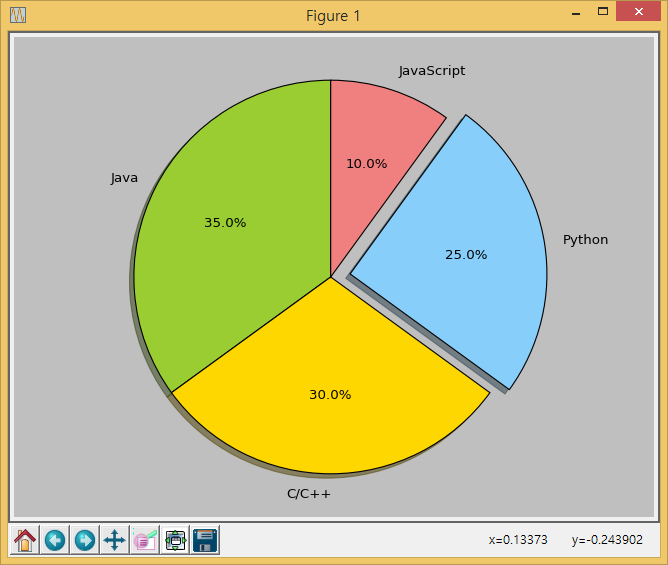 Figure 1
JavaScript
10.0%
Java
35.0%
Python
25.0%
30.0%
C/C++
x=0.13373 y=-0.243902